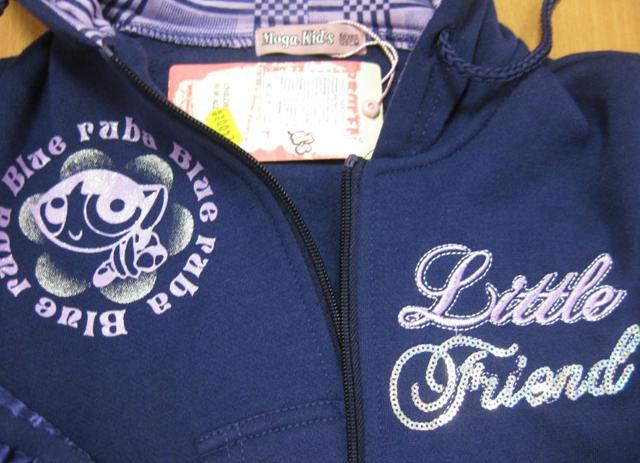 Moga Kid's
Blue ruba Blue ruba Blue ruba
Little
Friend